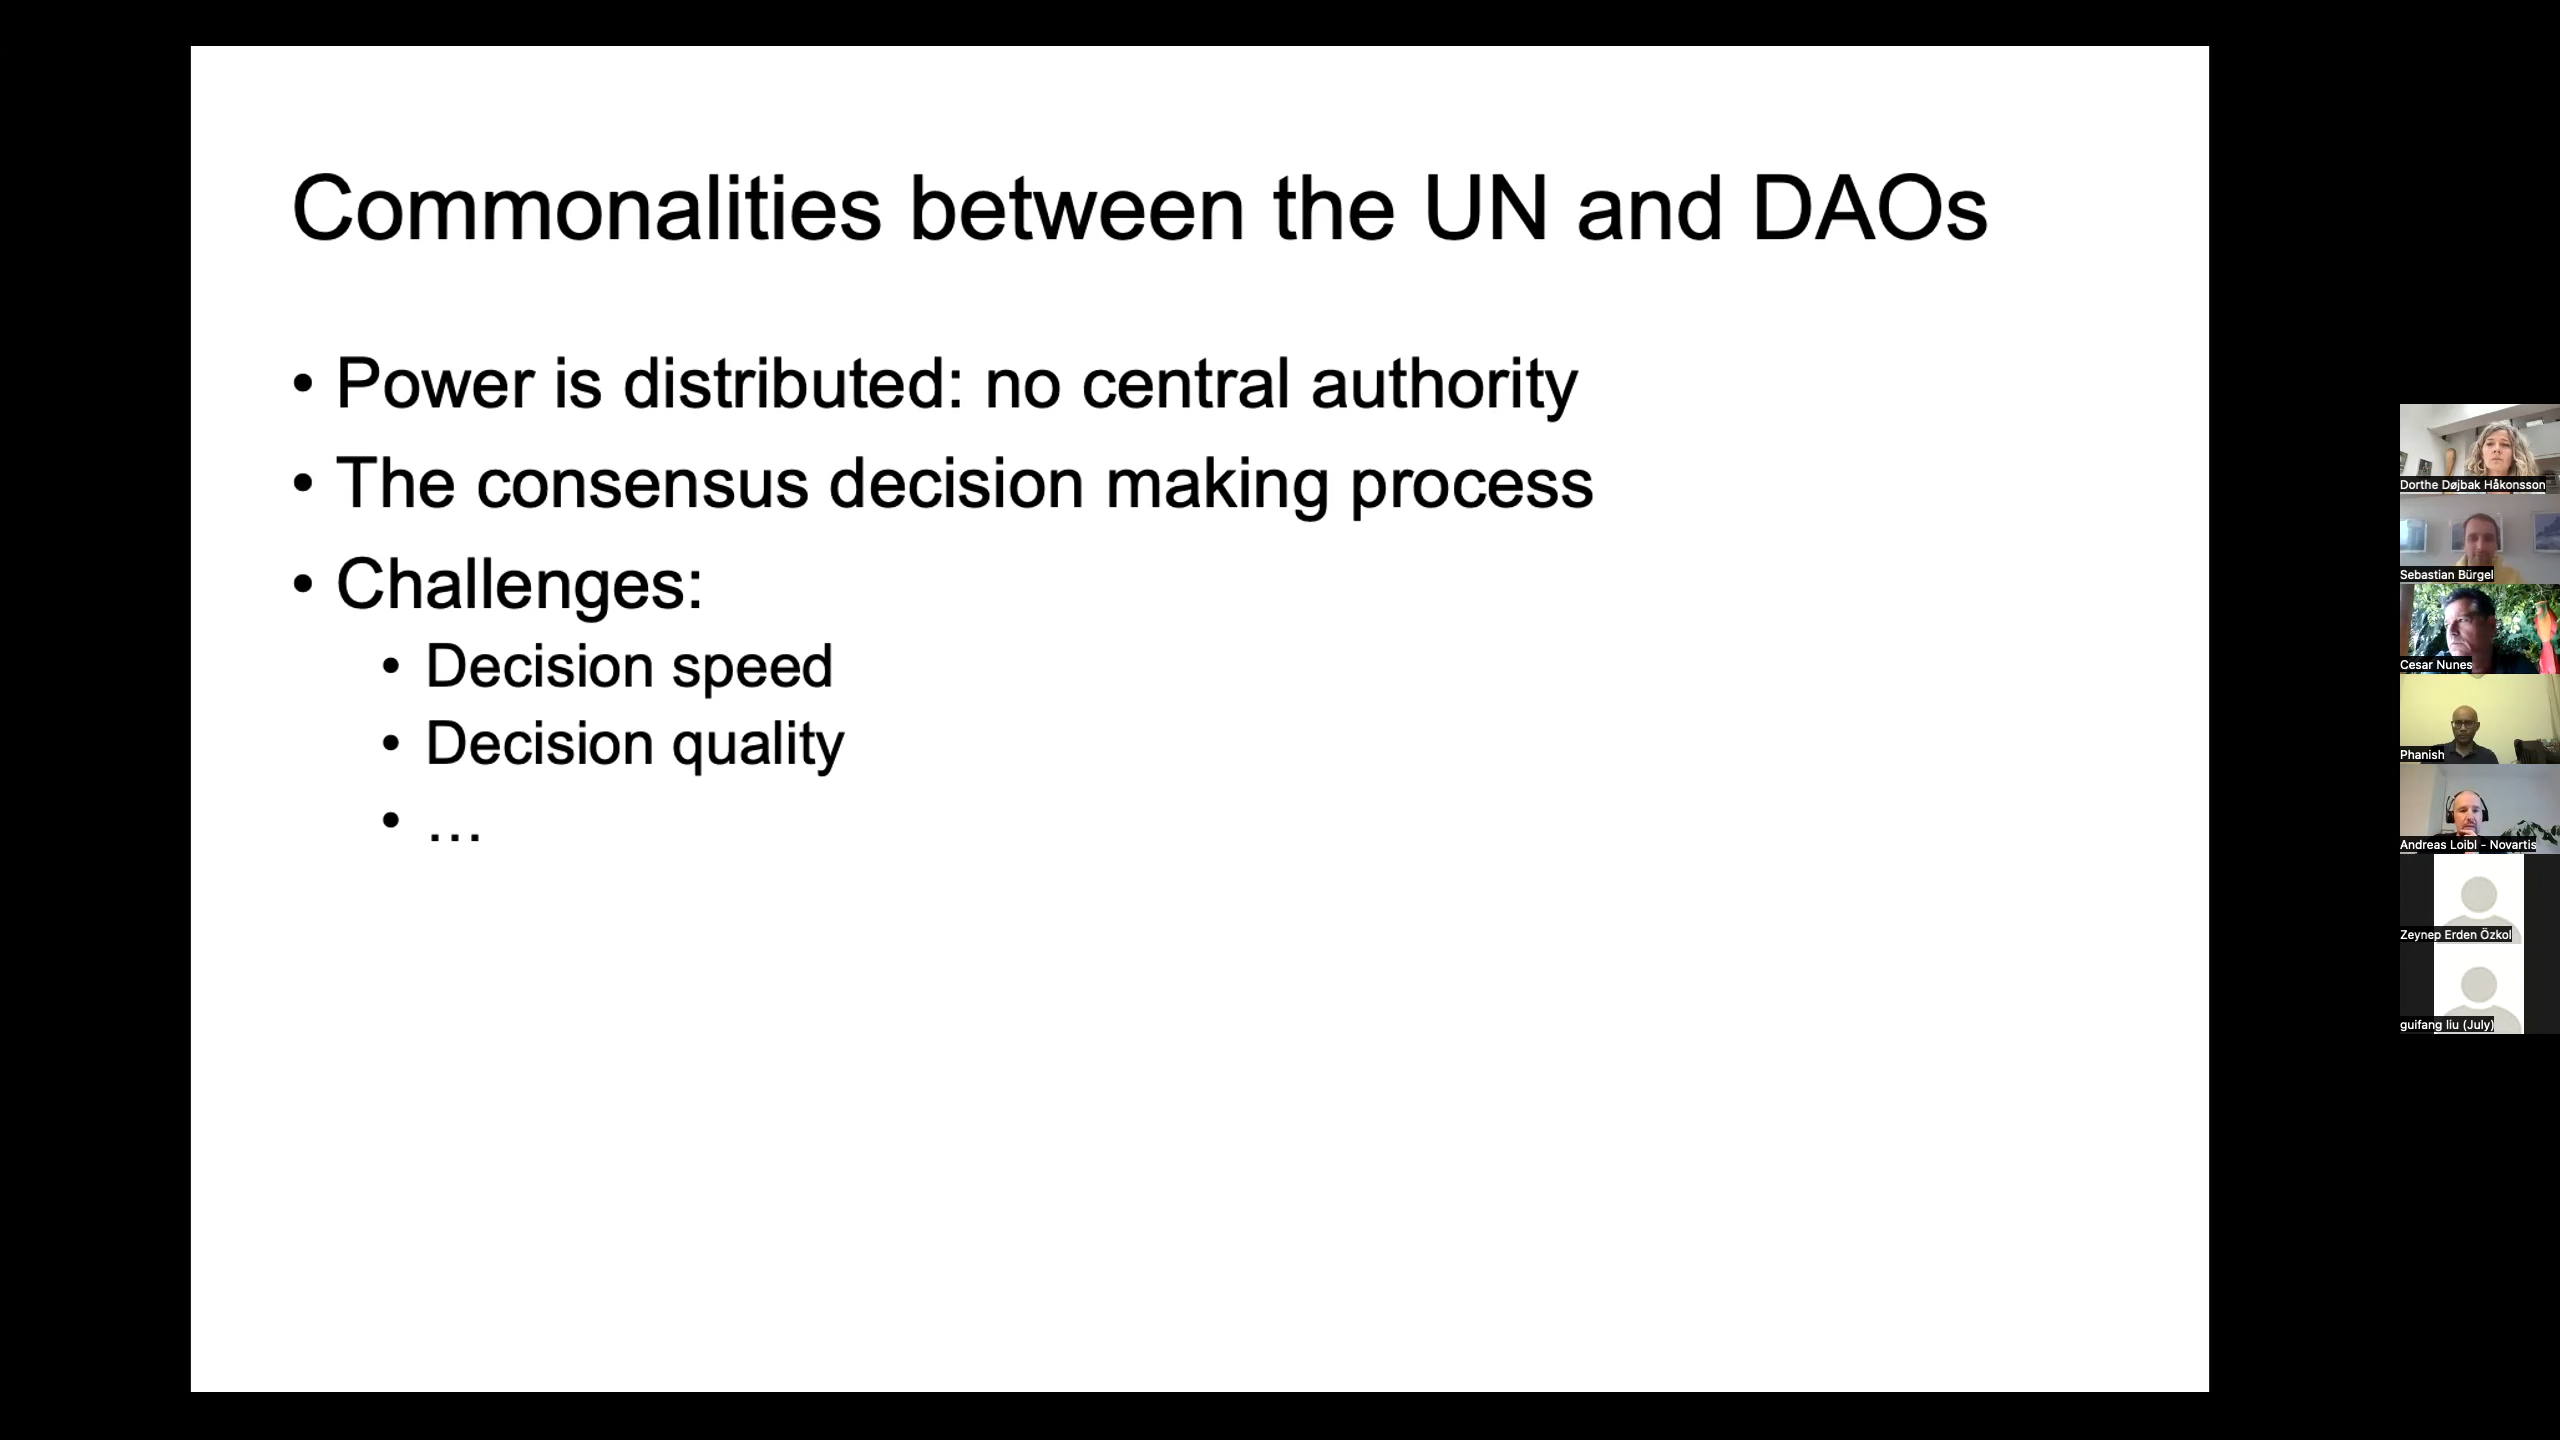 Commonalities between the UN and DAOs
• Power is distributed: no central authority
• The consensus decision making process
• Challenges:
• Decision speed
• Decision quality
• …
Dorthe Døjbak Håkonsson
Sebastian Bürgel
Cesar Nunes
Phanish
Andreas Loibl - Novartis
Zeynep Erden Özkol
guifang liu (July)